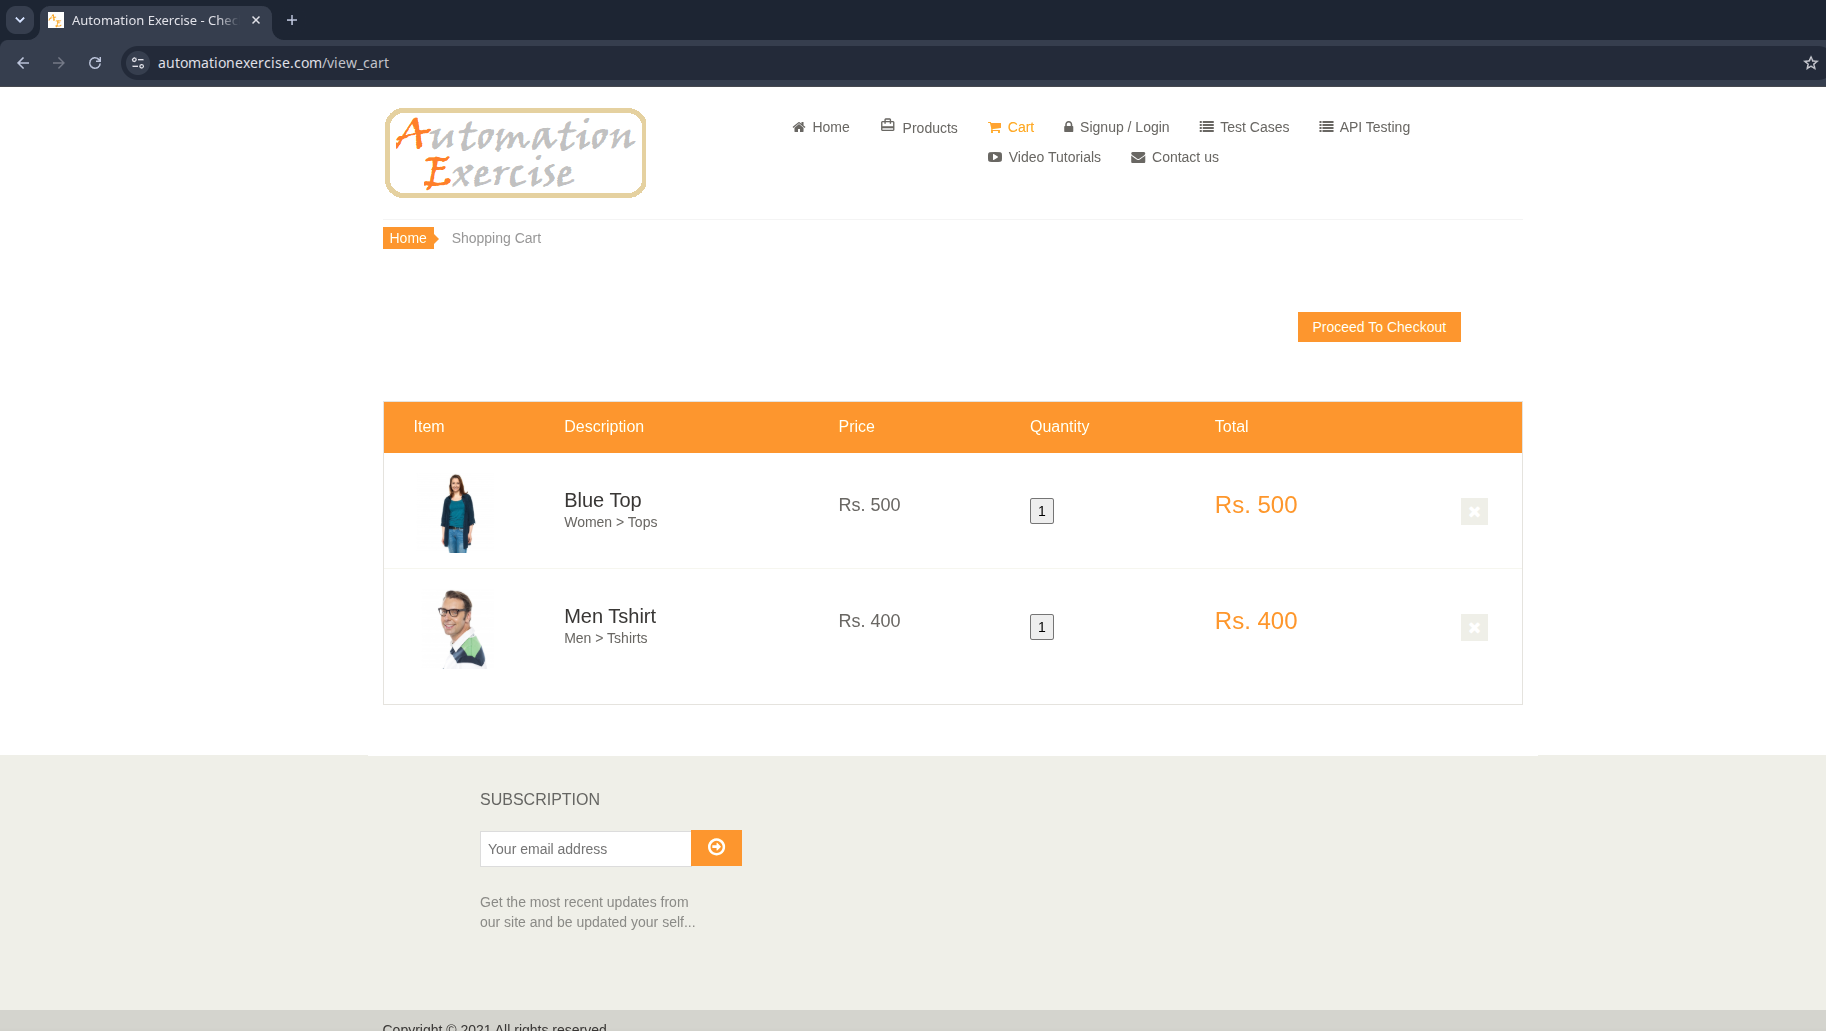 Automation Exercise - Chec
automationexercise.com/view_cart
Automation
Exercise
Home
Products
Cart
Signup / Login
Test Cases
API Testing
Video Tutorials
Contact us
Home
Shopping Cart
Proceed To Checkout
Item
Description
Price
Quantity
Total
Blue Top
Women > Tops
Rs. 500
1
Rs. 500
Men Tshirt
Men > Tshirts
Rs. 400
1
Rs. 400
SUBSCRIPTION
Your email address
Get the most recent updates from
our site and be updated your self...
Copyright © 2021 All rights reserved